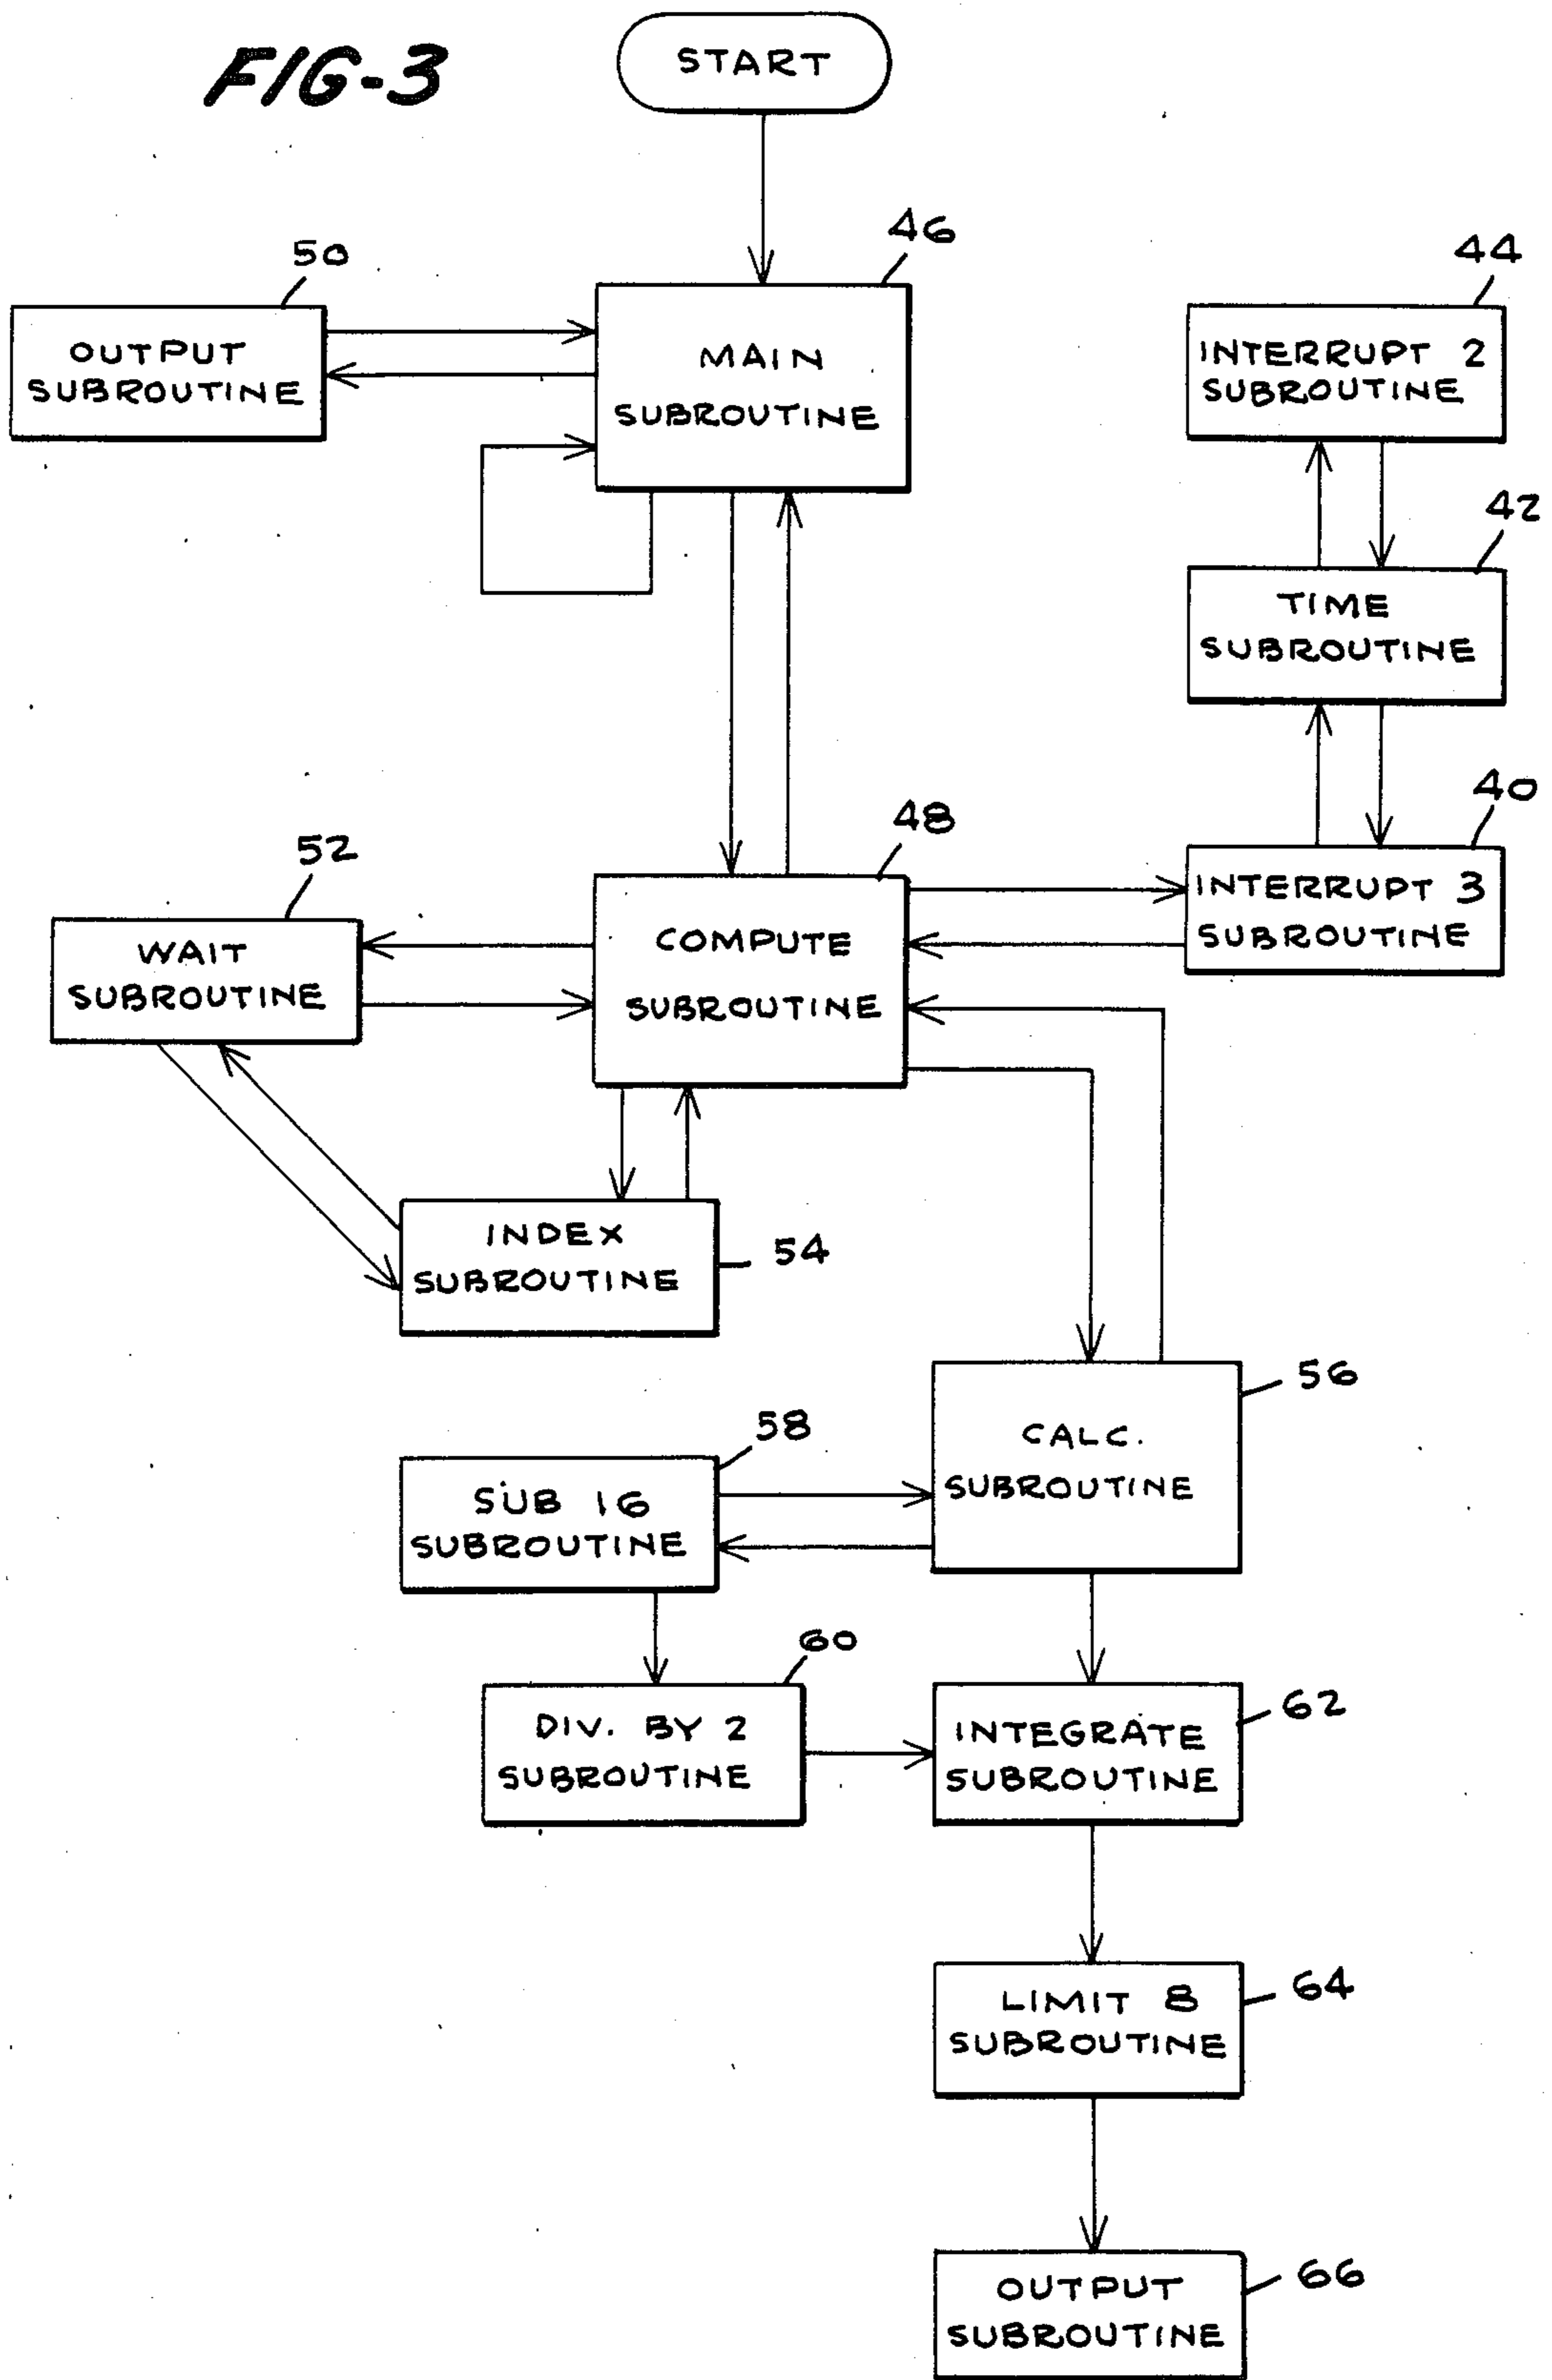 FIG-3
START
46
50
44
OUTPUT
SUBROUTINE
MAIN
SUBROUTINE
INTERRUPT 2
SUBROUTINE
42
TIME
SUBROUTINE
40
48
52
INTERRUPT 3
SUBROUTINE
WAIT
SUBROUTINE
COMPUTE
SUBROUTINE
INDEX
SUBROUTINE
54
56
58
CALC.
SUBROUTINE
SUB 16
SUBROUTINE
60
62
DIV. BY 2
SUBROUTINE
INTEGRATE
SUBROUTINE
64
LIMIT 8
SUBROUTINE
66
OUTPUT
SUBROUTINE